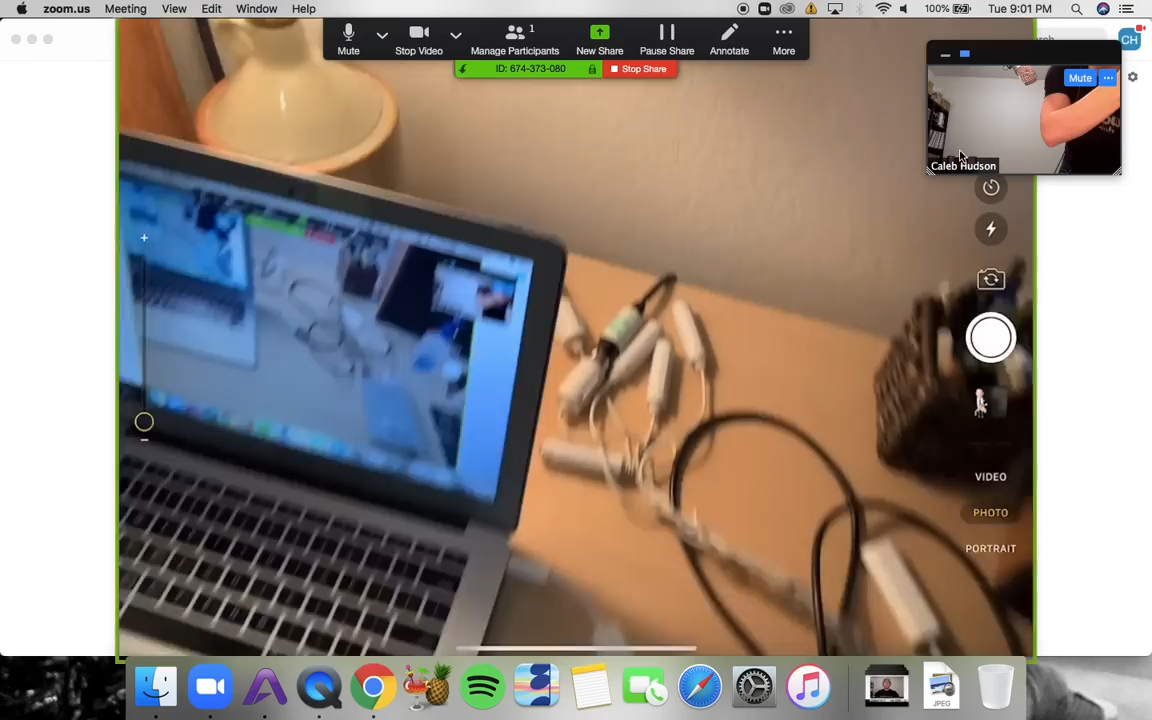 zoom.us Meeting View Edit Window Help
100% Tue 9:01 PM
Mute Stop Video Manage Participants 1 New Share Pause Share Annotate More
ID: 674-373-080 Stop Share
CH
Mute
Caleb Hudson
VIDEO
PHOTO
PORTRAIT
JPEG